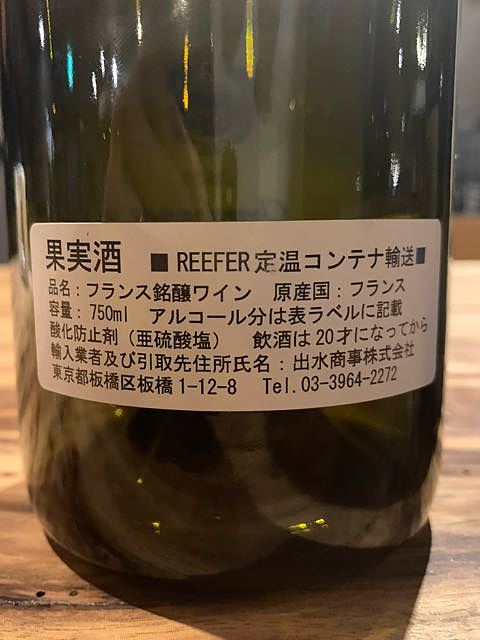 果実酒 ■ REEFER 定温コンテナ輸送■
品名：フランス銘醸ワイン 原産国：フランス
容量：750ml アルコール分は表ラベルに記載
酸化防止剤（亜硫酸塩） 飲酒は20才になってから
輸入業者及び引取先住所氏名：出水商事株式会社
東京都板橋区板橋1-12-8 Tel.03-3964-2272